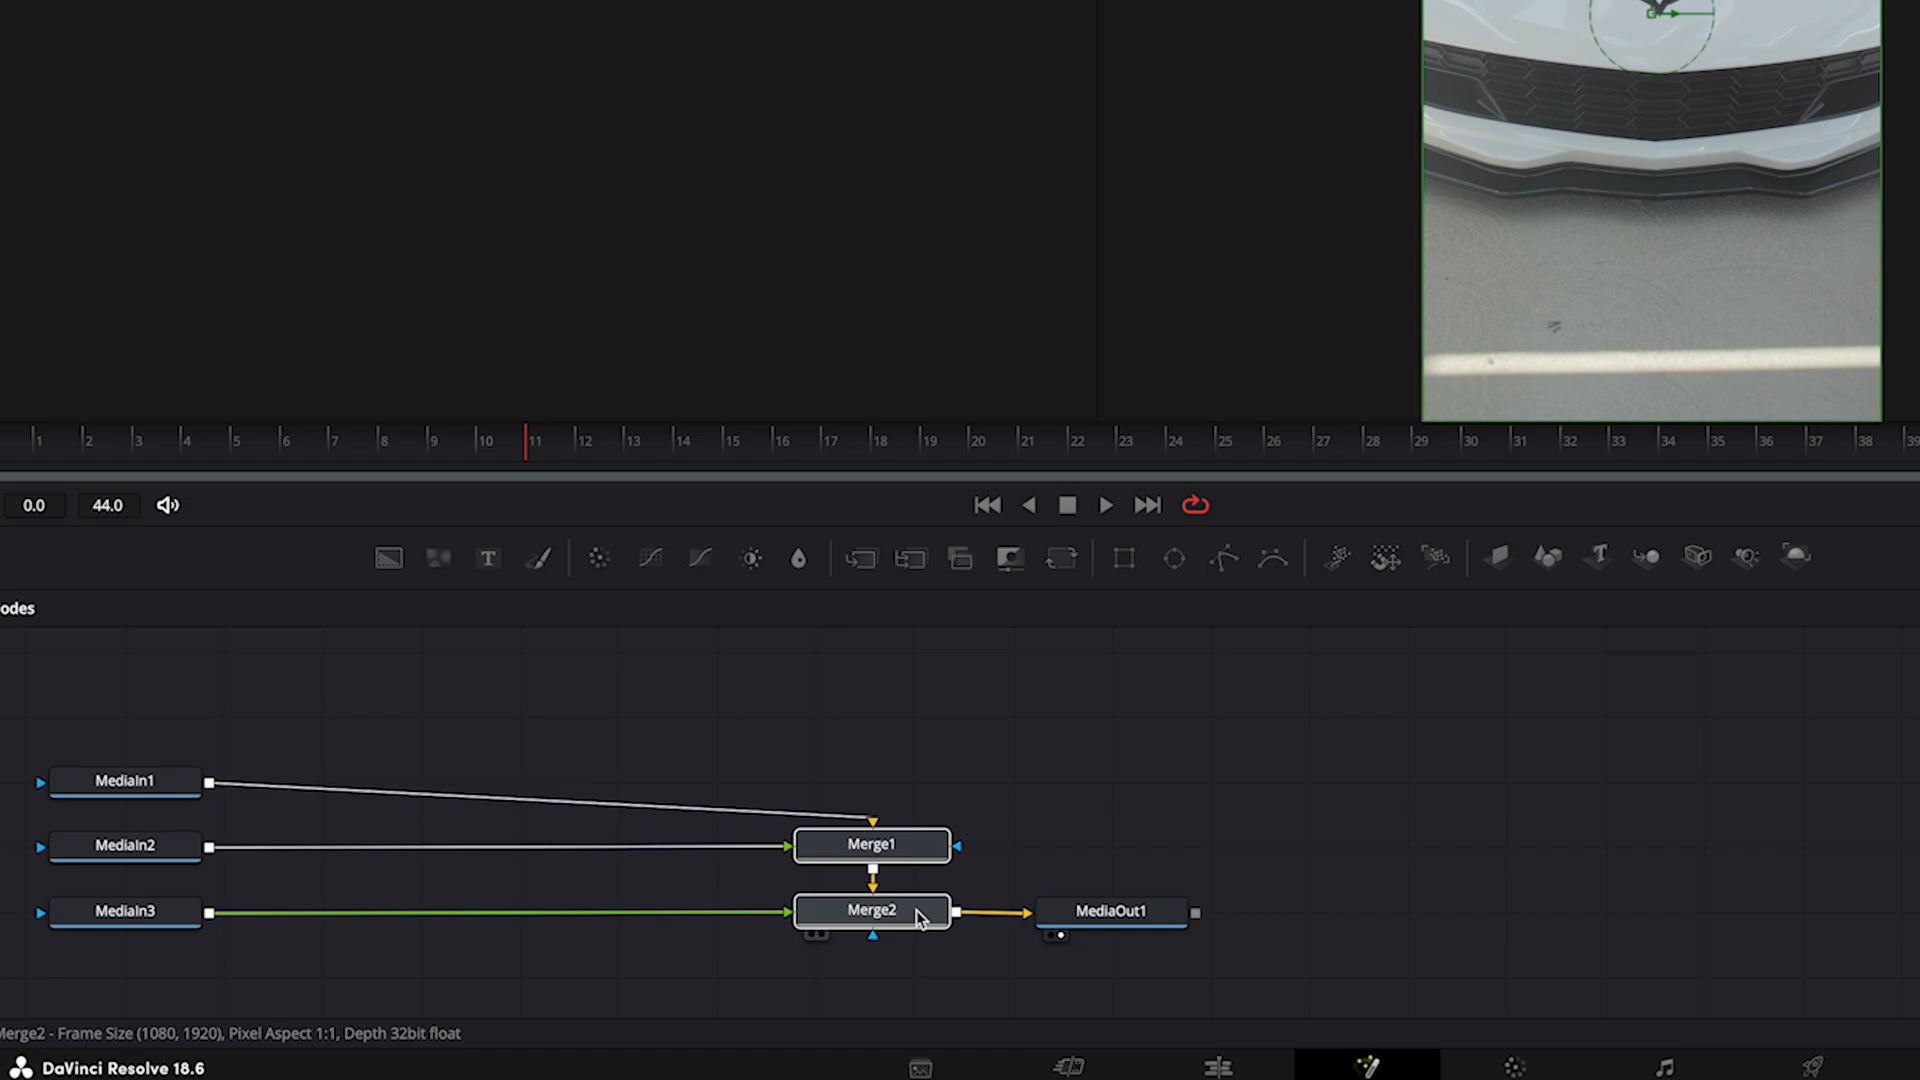 1 2 3 4 5 6 7 8 9 10 11 12 13 14 15 16 17 18 19 20 21 22 23 24 25 26 27 28 29 30 31 32 33 34 35 36 37 38 39
0.0 44.0
T
odes
MediaIn1
MediaIn2
Merge1
MediaIn3
Merge2
MediaOut1
Merge2 - Frame Size (1080, 1920), Pixel Aspect 1:1, Depth 32bit float
DaVinci Resolve 18.6